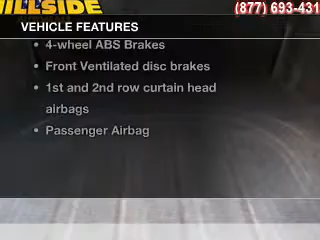 HILLSIDE
(877) 693-431
VEHICLE FEATURES
• 4-wheel ABS Brakes
• Front Ventilated disc brakes
• 1st and 2nd row curtain head
airbags
• Passenger Airbag